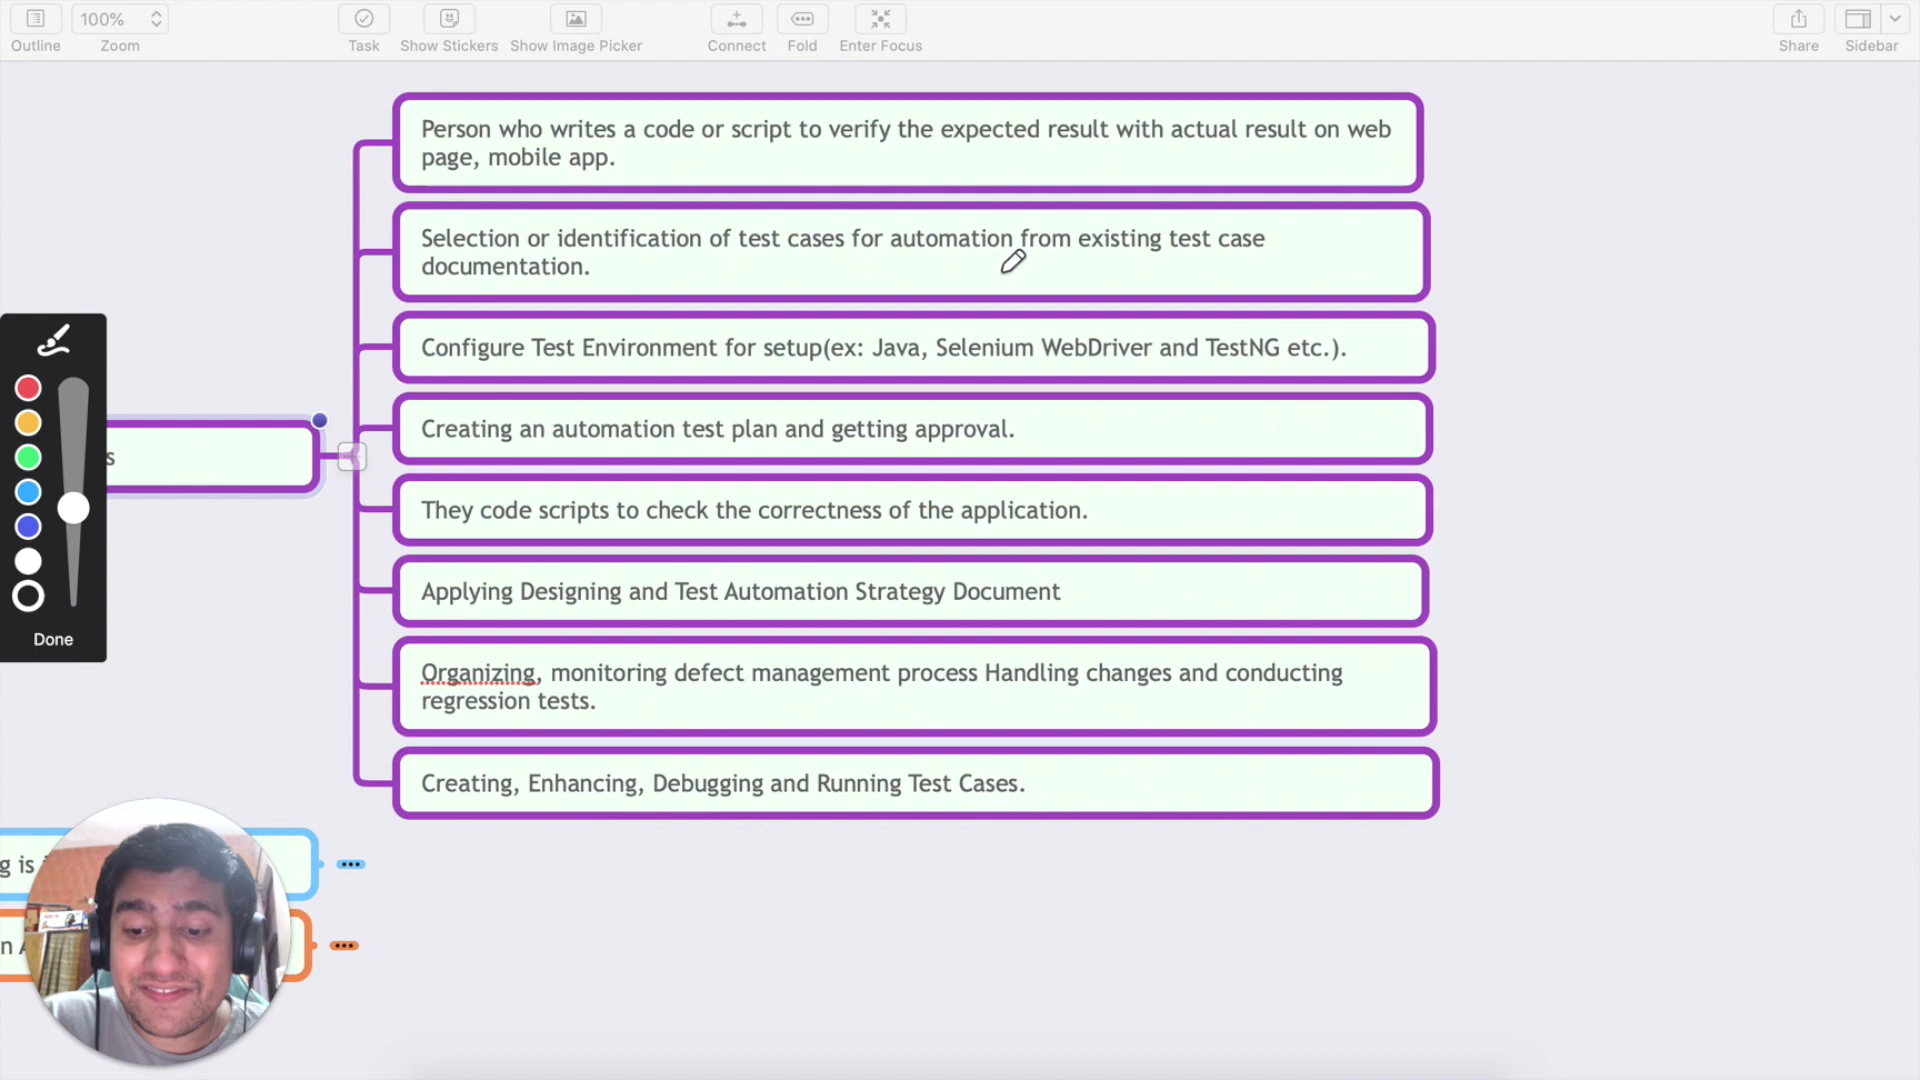 100%
Outline
Zoom
Task
Show Stickers
Show Image Picker
Connect
Fold
Enter Focus
Share
Sidebar
Person who writes a code or script to verify the expected result with actual result on web
page, mobile app.
Selection or identification of test cases for automation from existing test case
documentation.
Configure Test Environment for setup(ex: Java, Selenium WebDriver and TestNG etc.).
Creating an automation test plan and getting approval.
s
They code scripts to check the correctness of the application.
Applying Designing and Test Automation Strategy Document
Done
Organizing, monitoring defect management process Handling changes and conducting
regression tests.
Creating, Enhancing, Debugging and Running Test Cases.
g is
n A